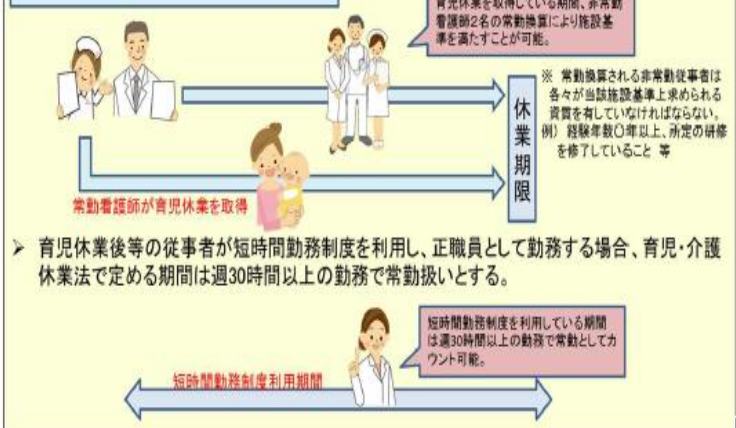 育児休業を取得している期間、非常勤
看護師2名の常勤換算により施設基
準を満たすことが可能。
※ 常勤換算される非常勤従事者は
各々が当該施設基準上求められる
資質を有していなければならない。
例） 経験年数〇年以上、所定の研修
を修了していること 等
休業期限
常勤看護師が育児休業を取得
➢ 育児休業後等の従事者が短時間勤務制度を利用し、正職員として勤務する場合、育児・介護
休業法で定める期間は週30時間以上の勤務で常勤扱いとする。
短時間勤務制度を利用している期間
は週30時間以上の勤務で常勤としてカ
ウント可能。
短時間勤務制度利用期間